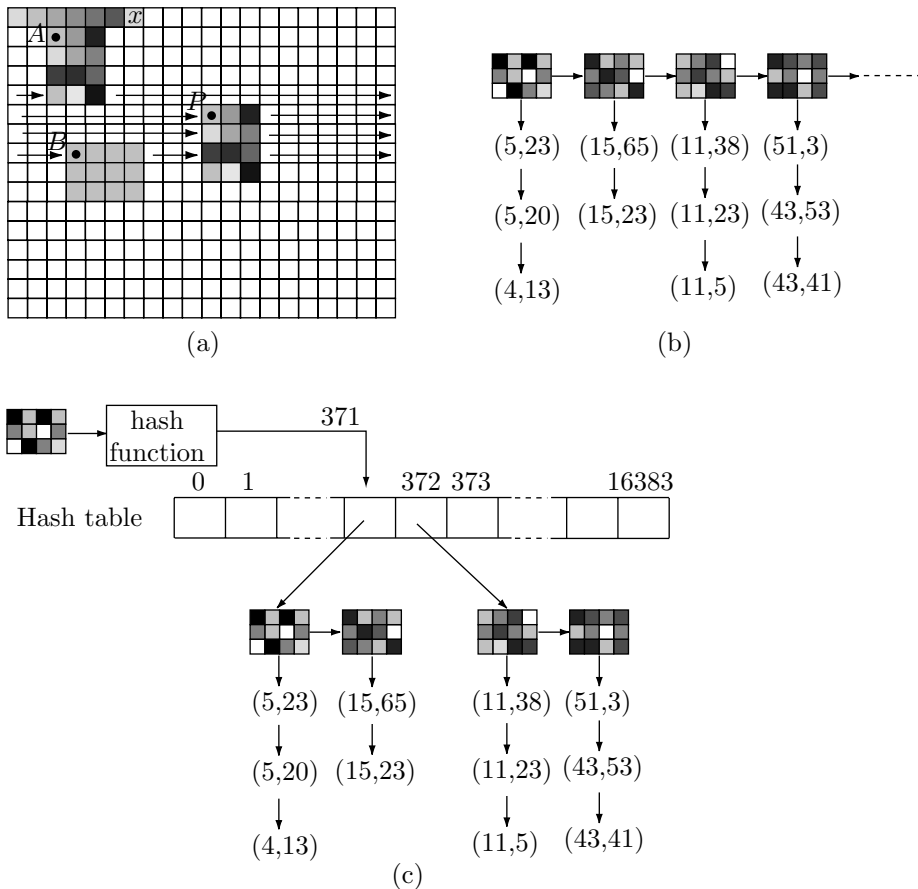 x
A
P
B
(a)
(5,23) (15,65) (11,38) (51,3)
(5,20) (15,23) (11,23) (43,53)
(4,13) (11,5) (43,41)
(b)
hash
function
371
0 1 372 373 16383
Hash table
(5,23) (15,65) (11,38) (51,3)
(5,20) (15,23) (11,23) (43,53)
(4,13) (11,5) (43,41)
(c)